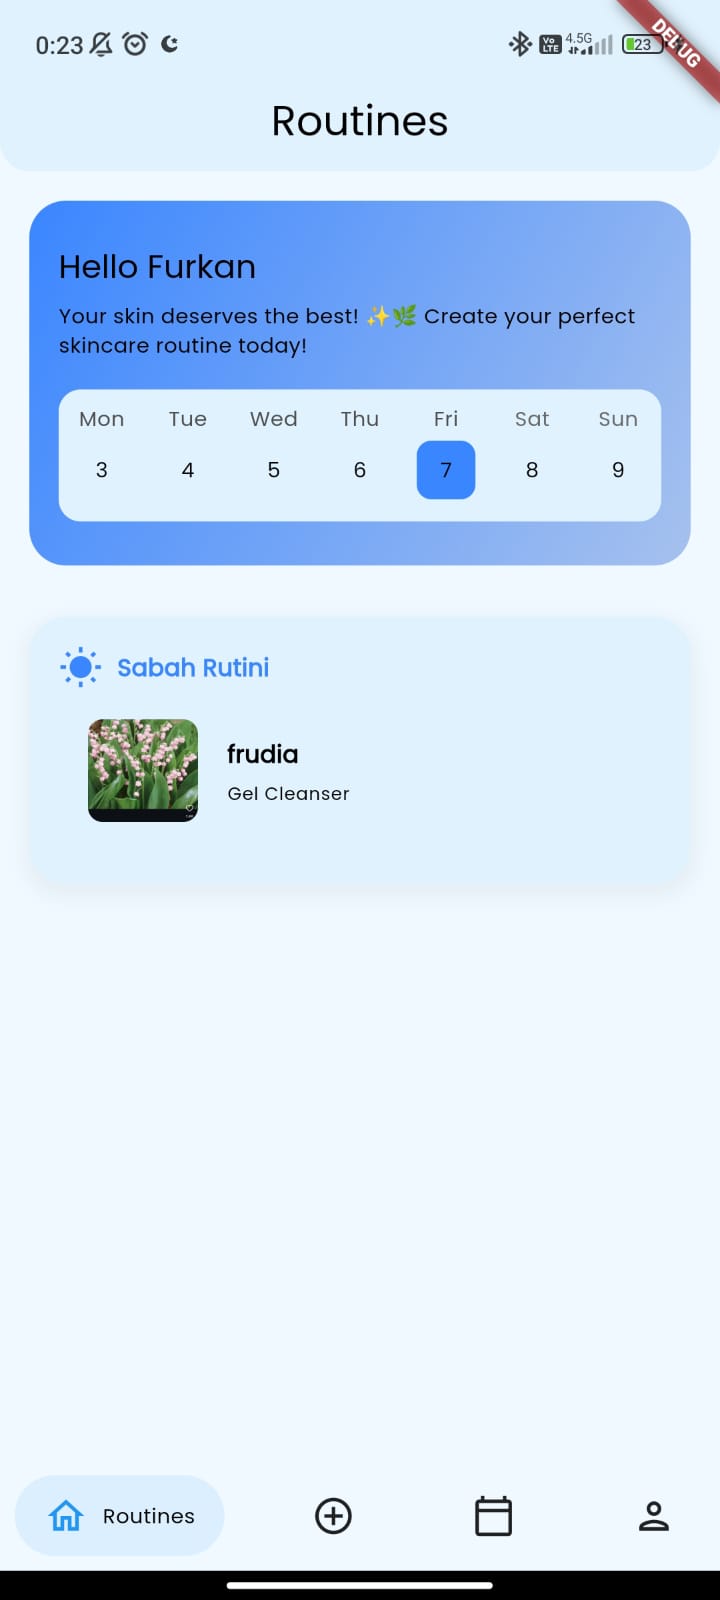 0:23
Vo LTE 4.5G 23
DEBUG
Routines
Hello Furkan
Your skin deserves the best! ✨🌿 Create your perfect
skincare routine today!
Mon Tue Wed Thu Fri Sat Sun
3 4 5 6 7 8 9
Sabah Rutini
frudia
Gel Cleanser
Routines